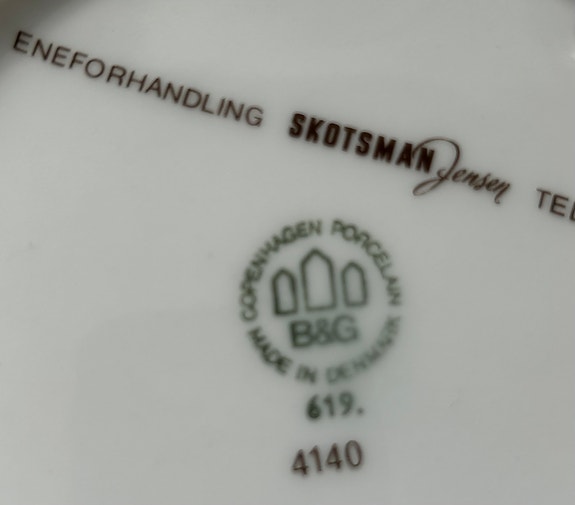 ENEFORHANDLING SKOTSMAN Jensen
COPENHAGEN PORCELAIN
B&G
MADE IN DENMARK
619.
4140